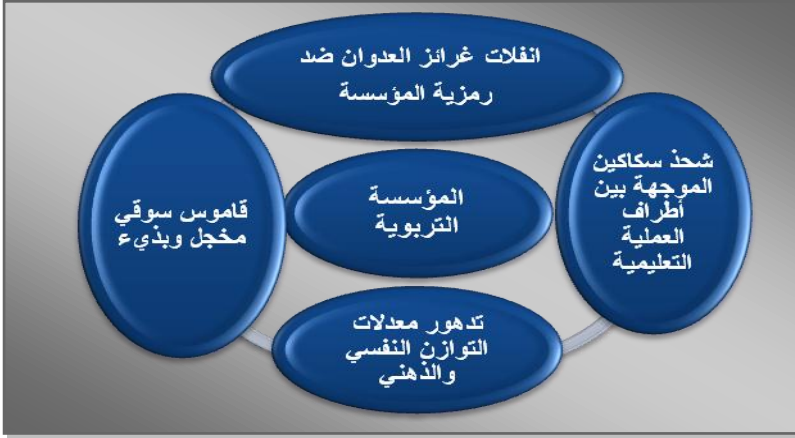 انفلات غرائز العدوان ضد
رمزية المؤسسة
شحذ سكاكين
الموجهة بين
أطراف
العملية
التعليمية
المؤسسة
التربوية
قاموس سوقي
مخجل وبذيء
تدهور معدلات
التوازن النفسي
والذهني